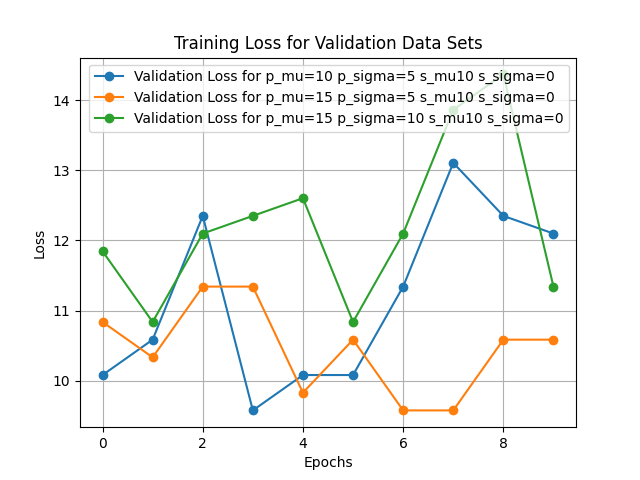 Training Loss for Validation Data Sets
Validation Loss for p_mu=10 p_sigma=5 s_mu10 s_sigma=0
Validation Loss for p_mu=15 p_sigma=5 s_mu10 s_sigma=0
Validation Loss for p_mu=15 p_sigma=10 s_mu10 s_sigma=0
14
13
12
11
10
Loss
0 2 4 6 8
Epochs